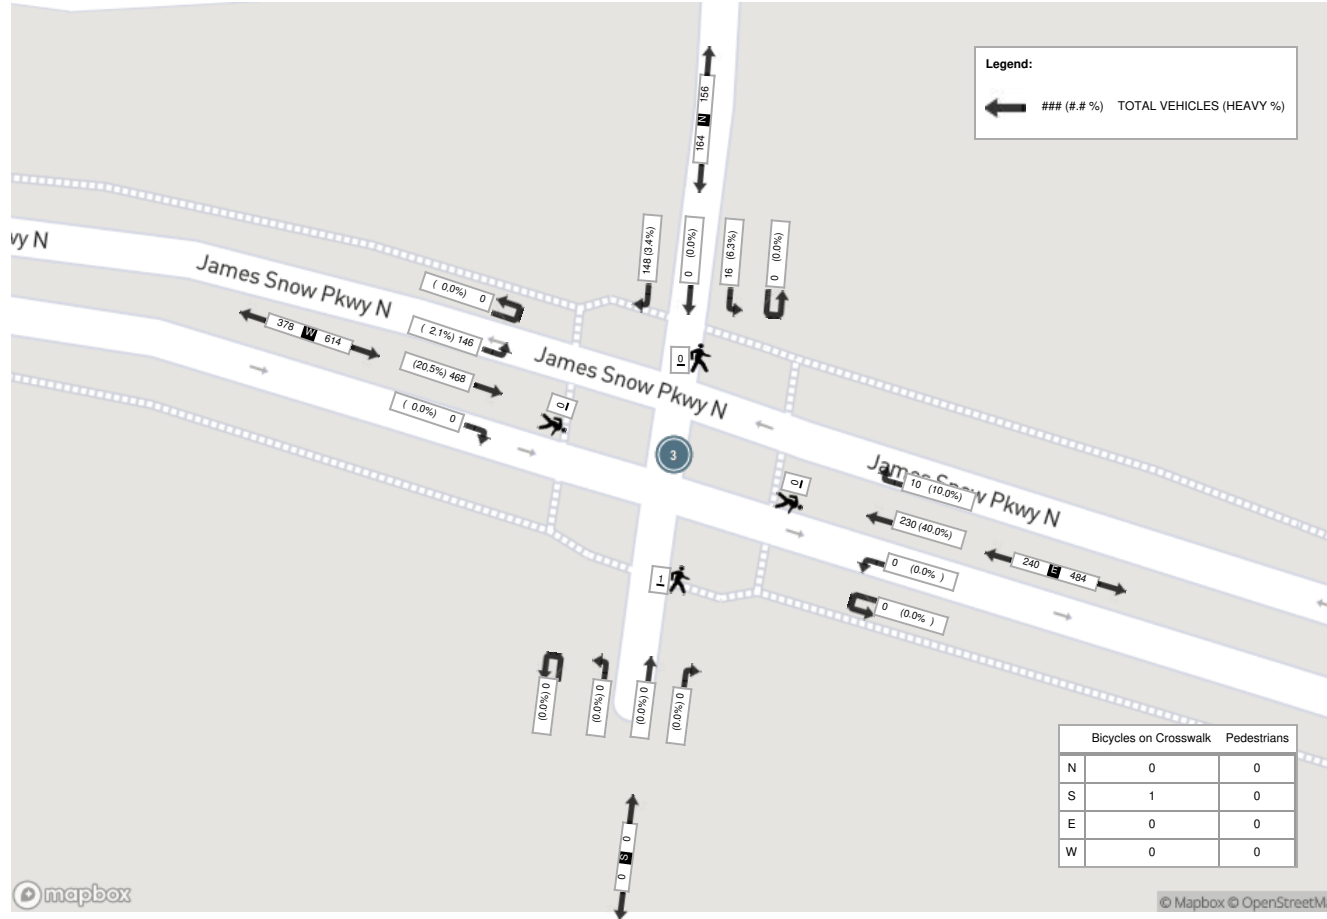 Legend:
### (#.# %) TOTAL VEHICLES (HEAVY %)
156
N
164
148 (3.4%)
0 (0.0%)
16 (6.3%)
0 (0.0%)
vy N
James Snow Pkwy N
( 0.0%) 0
( 2.1%) 146
378 W 614
(20.5%) 468
( 0.0%) 0
James Snow Pkwy N
0
0
3
0
James Snow Pkwy N
10 (10.0%)
230 (40.0%)
240 E 484
0 (0.0% )
0 (0.0% )
1
(0.0%) 0
(0.0%) 0
(0.0%) 0
(0.0%) 0
0 S 0
Bicycles on Crosswalk Pedestrians
N 0 0
S 1 0
E 0 0
W 0 0
mapbox
© Mapbox © OpenStreetMa